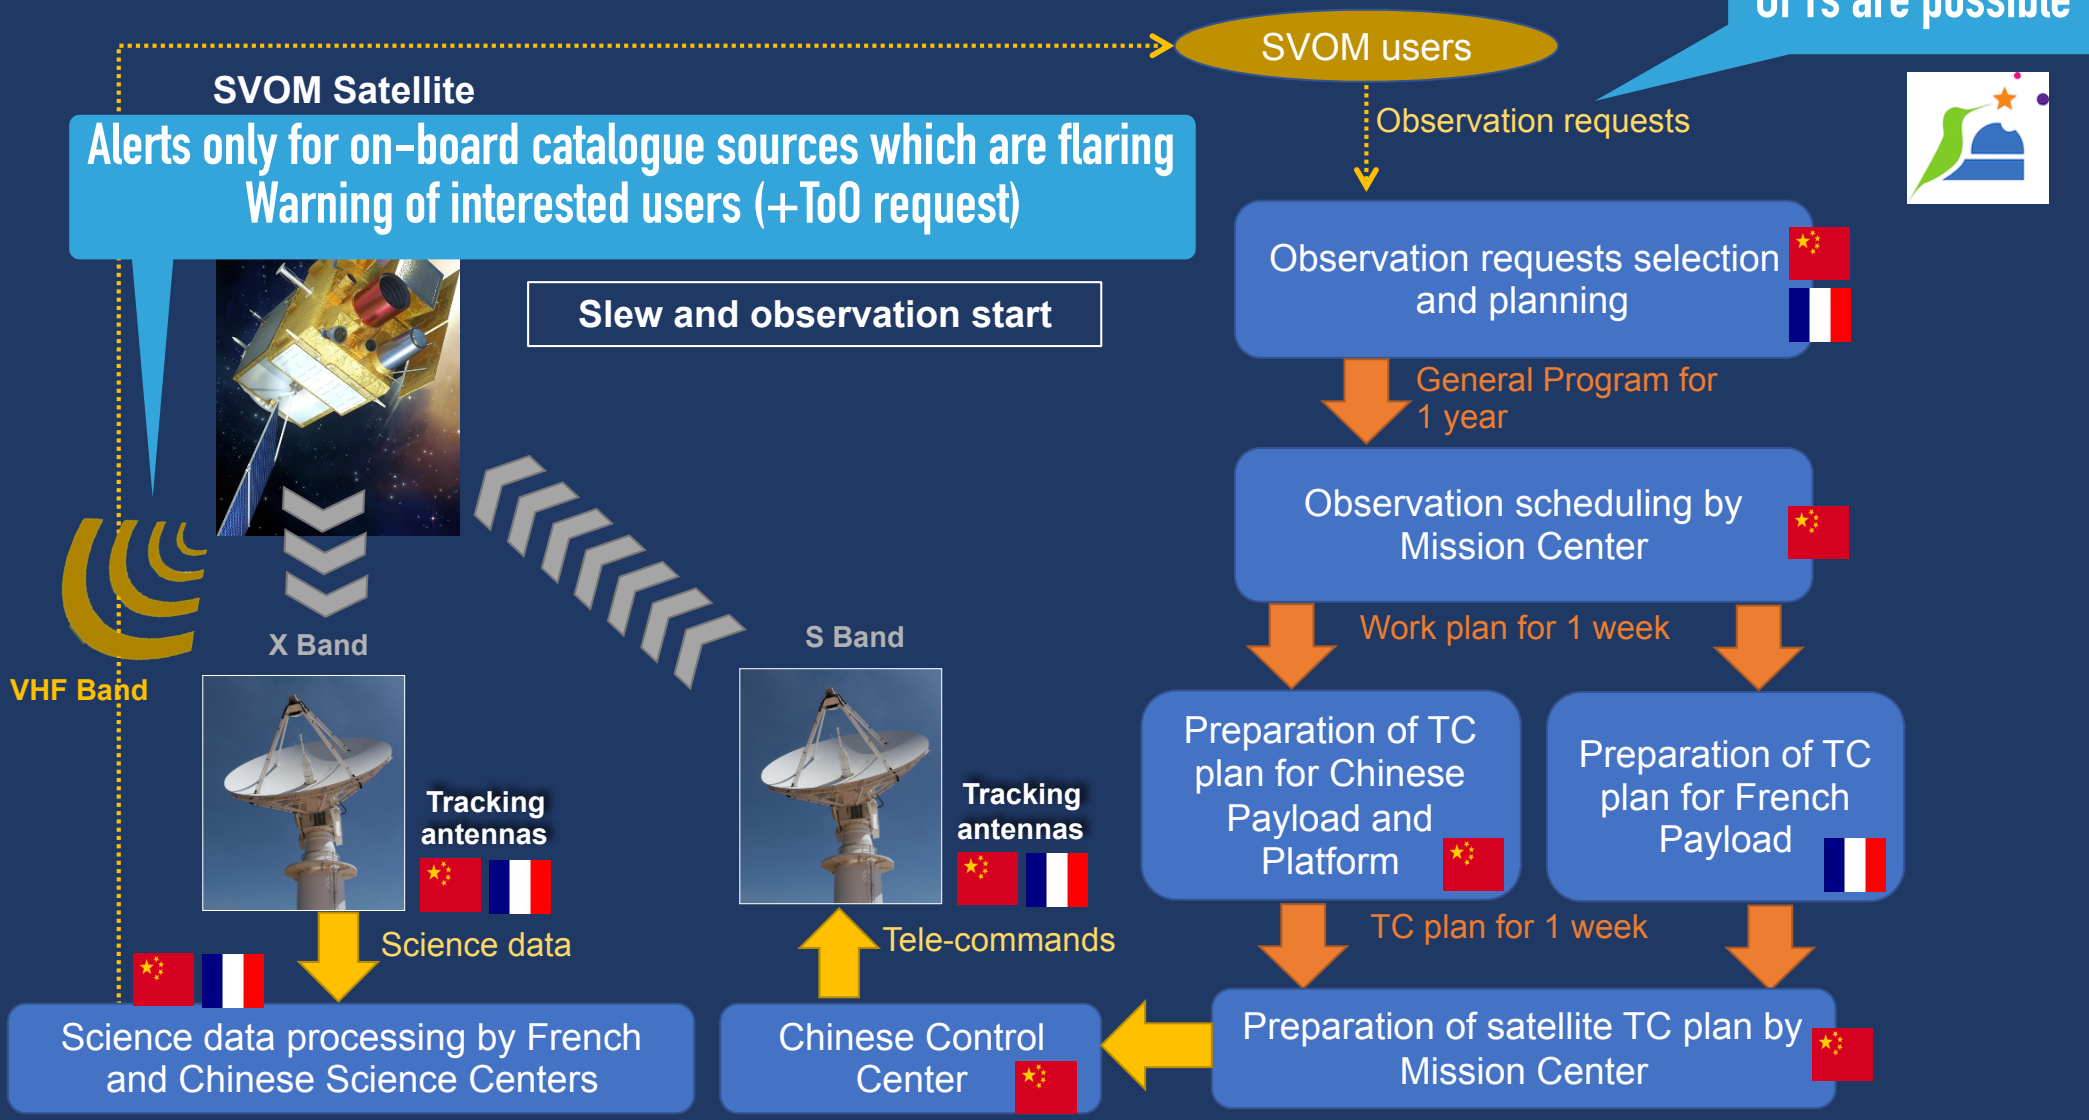 OPTs are possible
SVOM users
SVOM Satellite
Alerts only for on-board catalogue sources which are flaring
Warning of interested users (+ToO request)
Observation requests
Observation requests selection
and planning
Slew and observation start
General Program for
1 year
Observation scheduling by
Mission Center
Work plan for 1 week
X Band
S Band
VHF Band
Preparation of TC
plan for Chinese
Payload and
Platform
Preparation of TC
plan for French
Payload
Tracking
antennas
Tracking
antennas
TC plan for 1 week
Science data
Tele-commands
Science data processing by French
and Chinese Science Centers
Chinese Control
Center
Preparation of satellite TC plan by
Mission Center